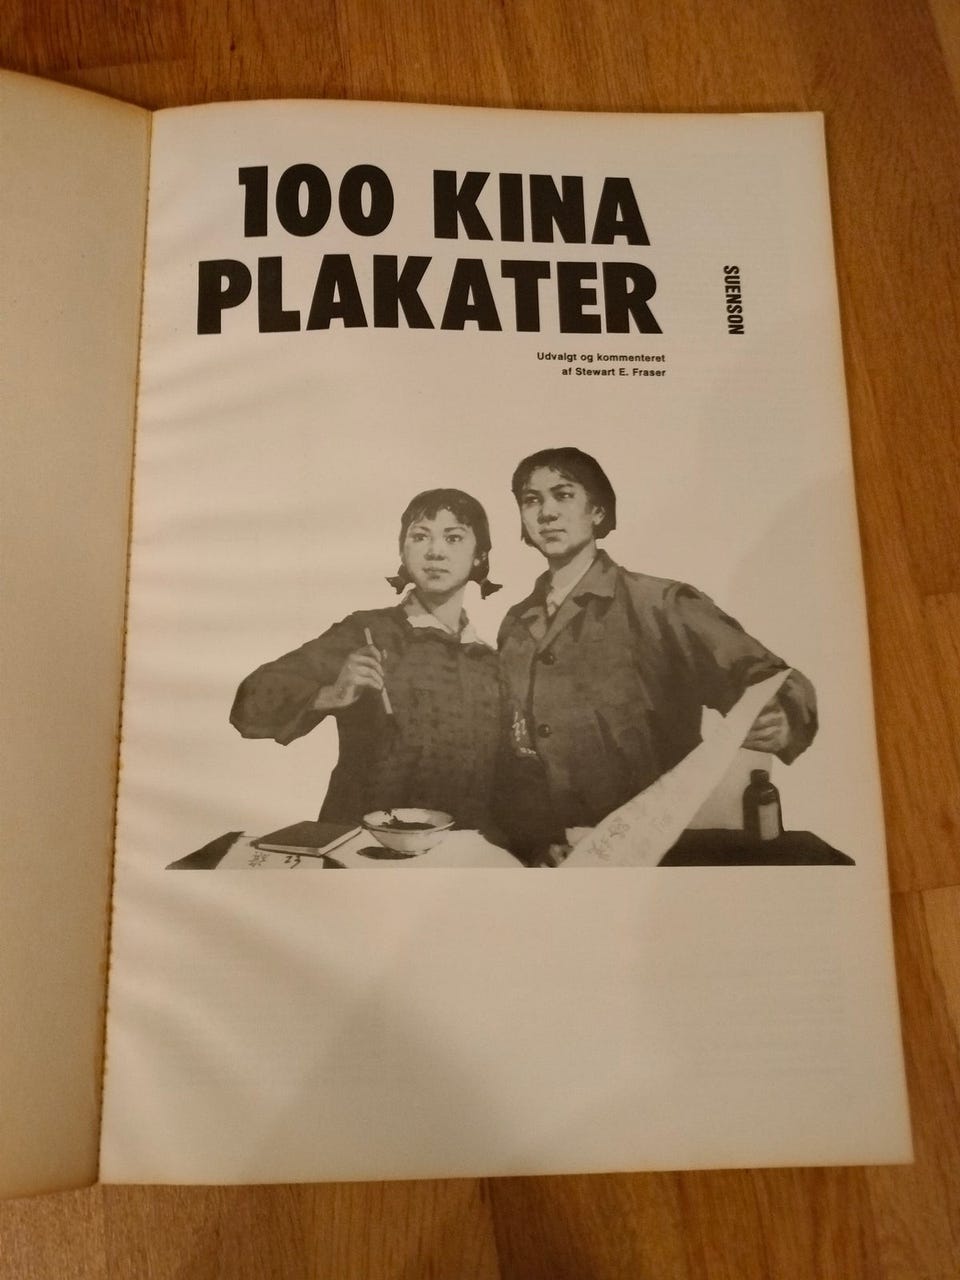 100 KINA
PLAKATER
SUENSON
Udvalgt og kommenteret
af Stewart E. Fraser